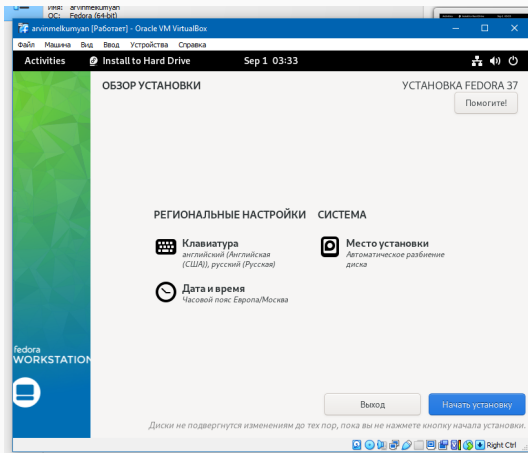 Имя: arvinmelkumyan
ОС: Fedora (64-bit)
arvinmelkumyan [Работает] - Oracle VM VirtualBox
Файл Машина Вид Ввод Устройства Справка
Activities Install to Hard Drive Sep 1 03:33
ОБЗОР УСТАНОВКИ УСТАНОВКА FEDORA 37
Помогите!
РЕГИОНАЛЬНЫЕ НАСТРОЙКИ СИСТЕМА
Клавиатура Место установки
английский (Английская Автоматическое разбиение
(США)), русский (Русская) диска
Дата и время
Часовой пояс Европа/Москва
fedora
WORKSTATION
Выход Начать установку
Диски не подвергнутся изменениям до тех пор, пока вы не нажмете кнопку начала установки.
Right Ctrl